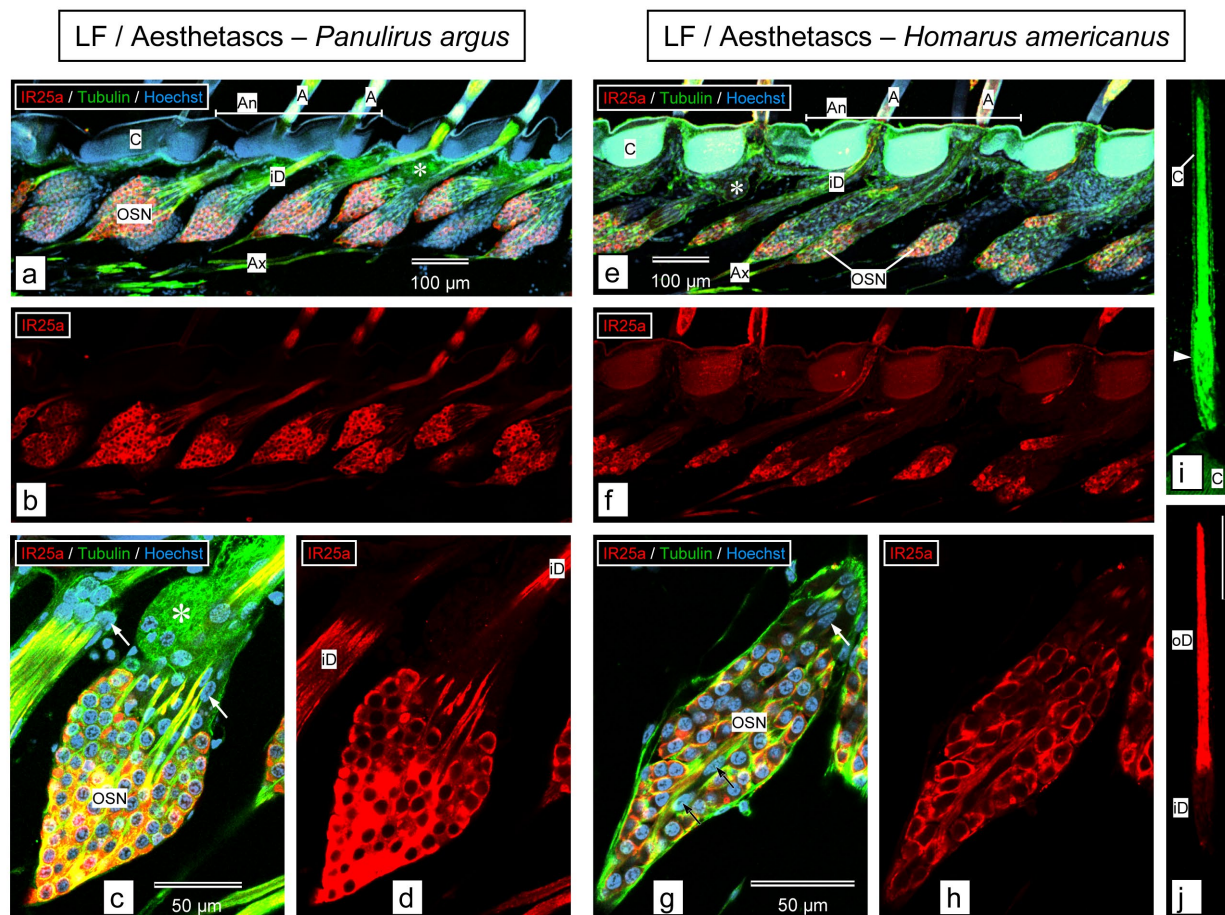 LF / Aesthetascs – Panulirus argus
LF / Aesthetascs – Homarus americanus
IR25a / Tubulin / Hoechst
An
A
A
C
iD
*
OSN
Ax
a
100 µm
IR25a
b
IR25a / Tubulin / Hoechst
*
OSN
c
50 µm
IR25a
iD
iD
d
IR25a / Tubulin / Hoechst
An
A
A
C
*
iD
OSN
Ax
e
100 µm
IR25a
f
IR25a / Tubulin / Hoechst
OSN
g
50 µm
IR25a
h
C
i
C
oD
iD
j